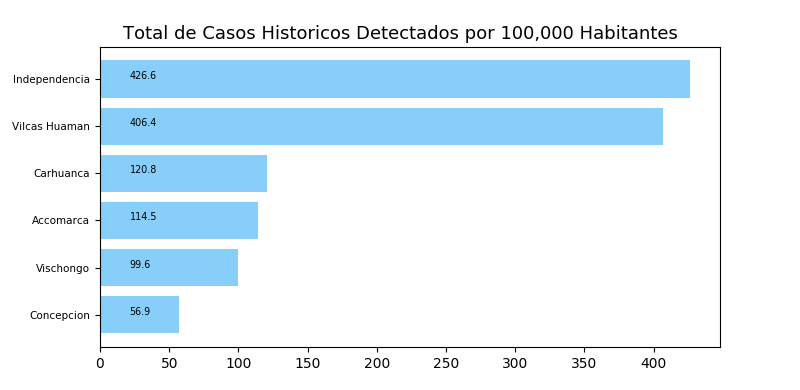 Total de Casos Historicos Detectados por 100,000 Habitantes
Independencia 426.6
Vilcas Huaman 406.4
Carhuanca 120.8
Accomarca 114.5
Vischongo 99.6
Concepcion 56.9
0 50 100 150 200 250 300 350 400